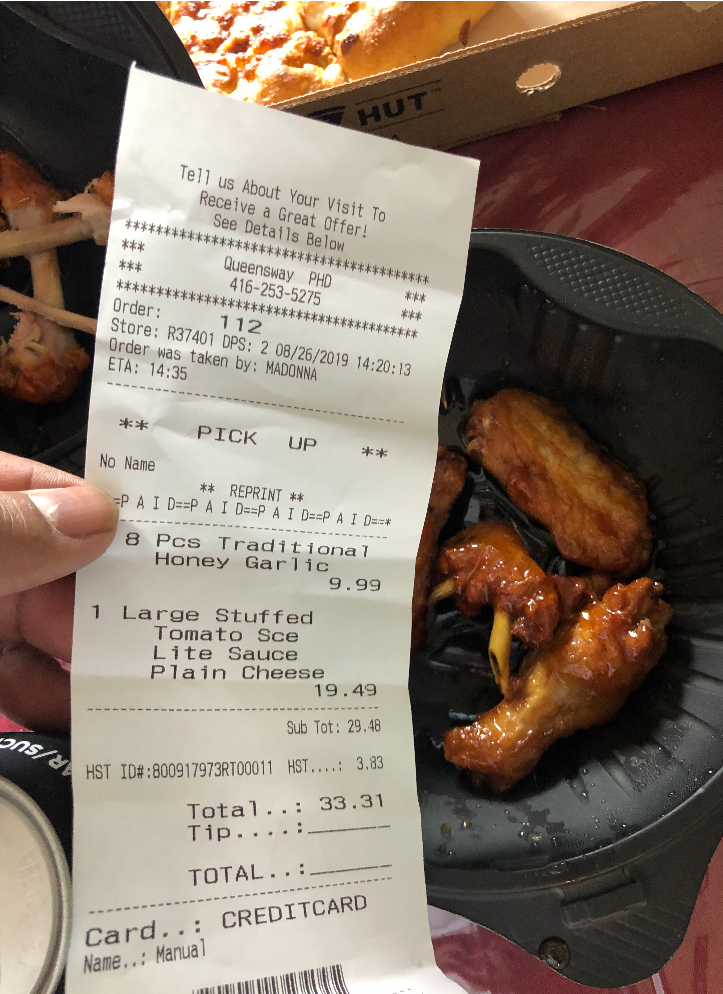 HUT
Tell us About Your Visit To
Receive a Great Offer!
See Details Below
****************************************
*** Queensway PHD ***
*** 416-253-5275 ***
****************************************
Order: 112
Store: R37401 DPS: 2 08/26/2019 14:20:13
Order was taken by: MADONNA
ETA: 14:35
** PICK UP **
No Name
** REPRINT **
=P A I D==P A I D==P A I D==P A I D==*
8 Pcs Traditional
Honey Garlic
9.99
1 Large Stuffed
Tomato Sce
Lite Sauce
Plain Cheese
19.49
Sub Tot: 29.48
HST ID#:800917973RT00011 HST....: 3.83
Total..: 33.31
Tip....:________
TOTAL..:________
Card..: CREDITCARD
Name..: Manual